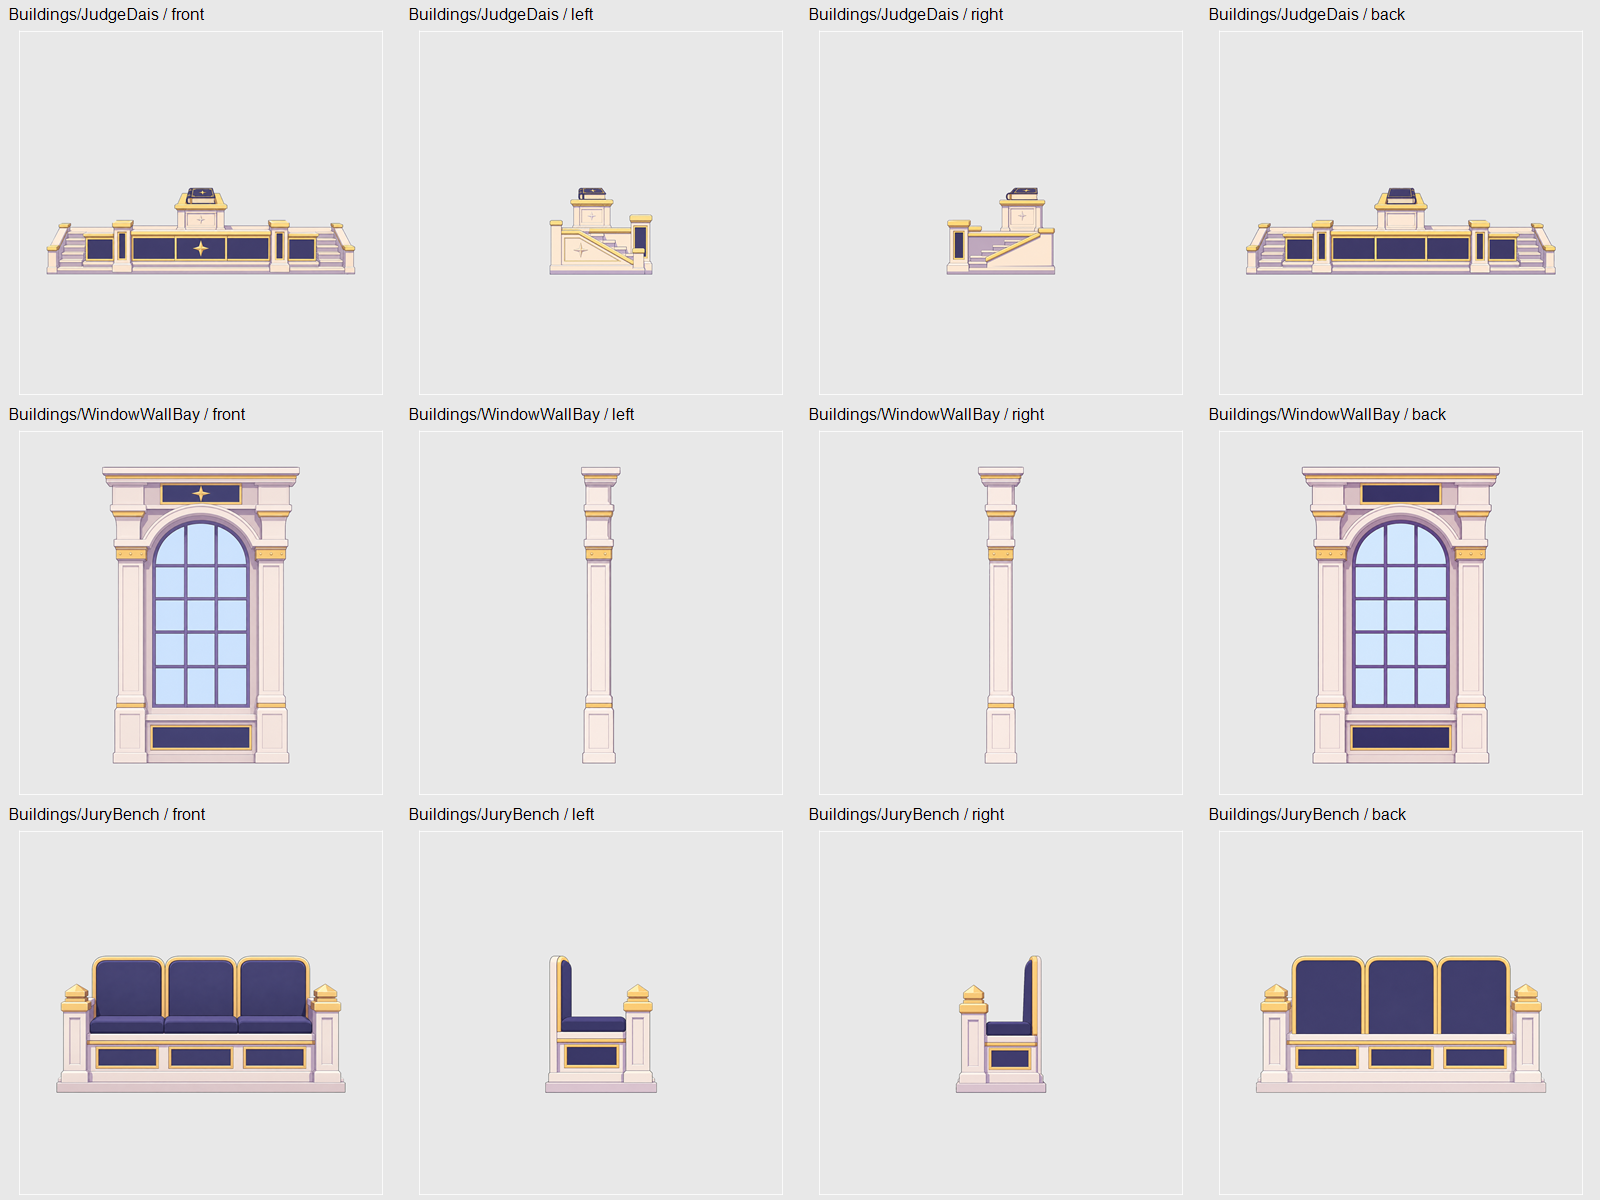 Buildings/JudgeDais / front
Buildings/JudgeDais / left
Buildings/JudgeDais / right
Buildings/JudgeDais / back
Buildings/WindowWallBay / front
Buildings/WindowWallBay / left
Buildings/WindowWallBay / right
Buildings/WindowWallBay / back
Buildings/JuryBench / front
Buildings/JuryBench / left
Buildings/JuryBench / right
Buildings/JuryBench / back